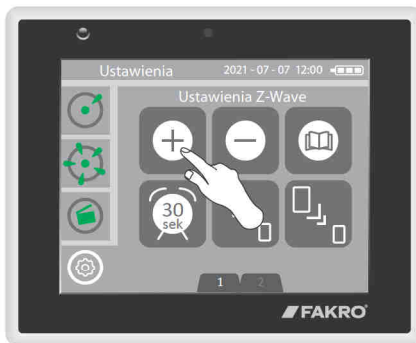 Ustawienia 2021 - 07 - 07 12:00
Ustawienia Z-Wave
30
sek
1 2
FAKRO